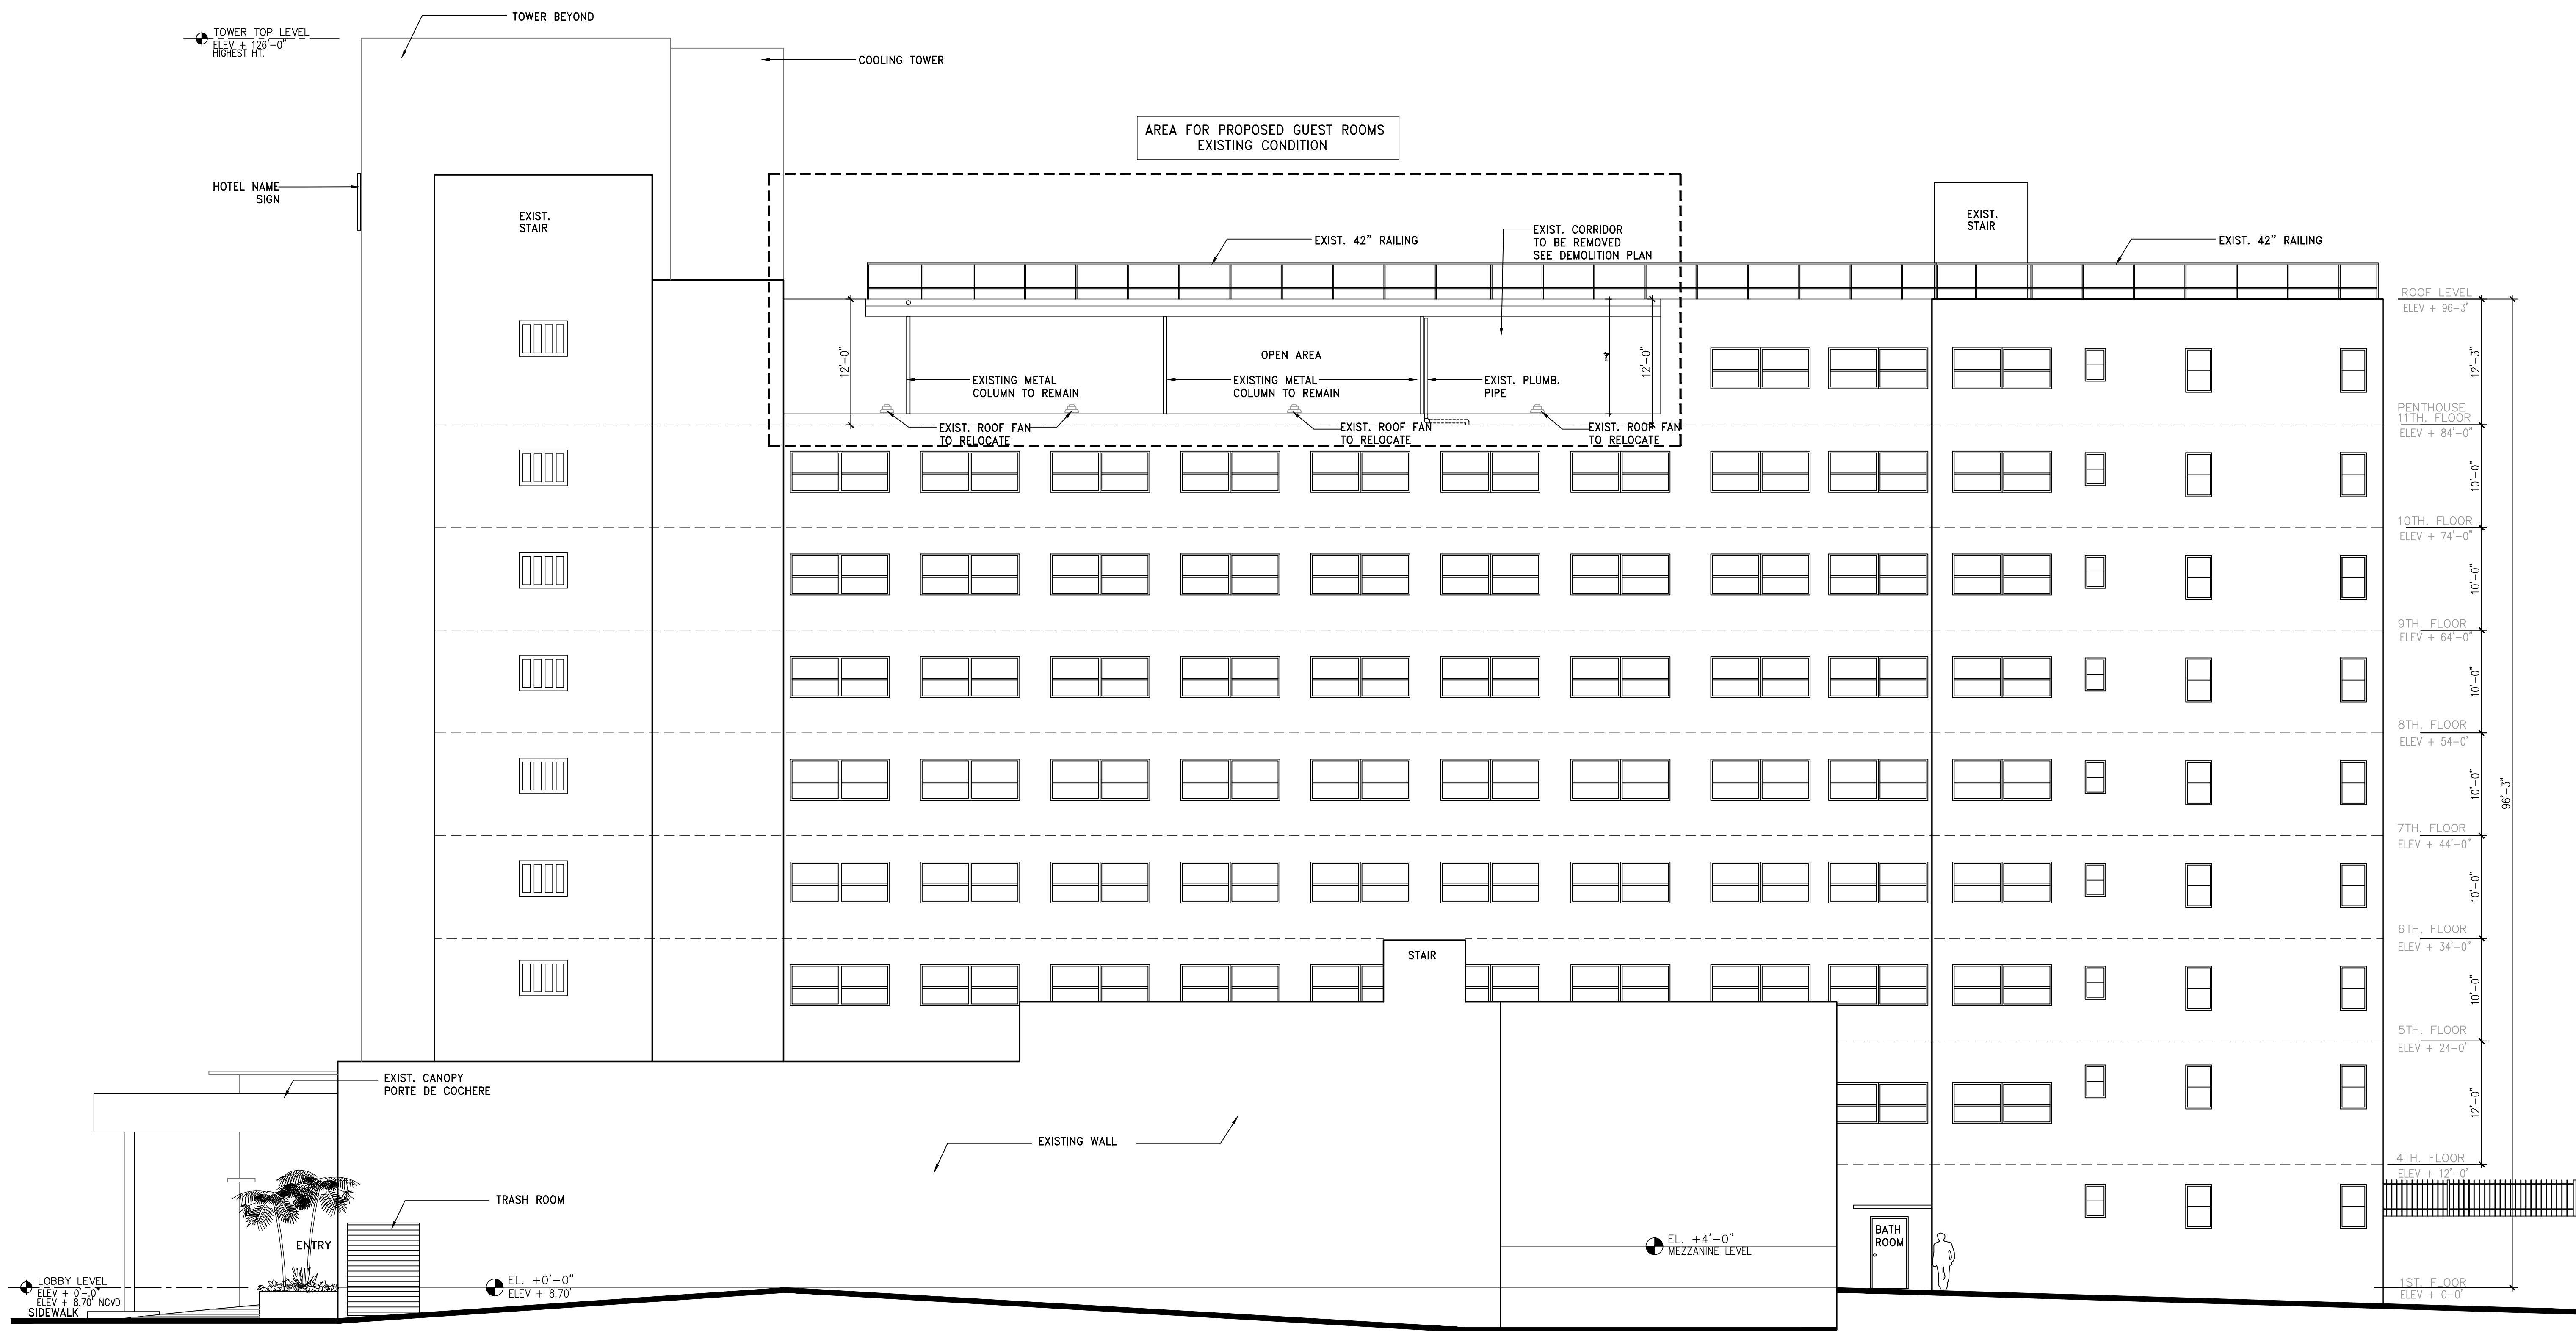 TOWER BEYOND
TOWER TOP LEVEL
ELEV + 126'-0"
HIGHEST HT.
COOLING TOWER
AREA FOR PROPOSED GUEST ROOMS
EXISTING CONDITION
HOTEL NAME
SIGN
EXIST.
STAIR
EXIST. 42" RAILING
EXIST. CORRIDOR
TO BE REMOVED
SEE DEMOLITION PLAN
EXIST.
STAIR
EXIST. 42" RAILING
ROOF LEVEL
ELEV + 96-3'
12'-0"
OPEN AREA
12'-0"
12'-3"
EXISTING METAL
COLUMN TO REMAIN
EXISTING METAL
COLUMN TO REMAIN
EXIST. PLUMB.
PIPE
EXIST. ROOF FAN
TO RELOCATE
EXIST. ROOF FAN
TO RELOCATE
EXIST. ROOF FAN
TO RELOCATE
PENTHOUSE
11TH. FLOOR
ELEV + 84'-0"
10'-0"
10TH. FLOOR
ELEV + 74'-0"
10'-0"
9TH. FLOOR
ELEV + 64'-0"
10'-0"
8TH. FLOOR
ELEV + 54-0'
10'-0"
96'-3"
7TH. FLOOR
ELEV + 44'-0"
10'-0"
6TH. FLOOR
ELEV + 34'-0"
STAIR
10'-0"
5TH. FLOOR
ELEV + 24-0'
EXIST. CANOPY
PORTE DE COCHERE
12'-0"
EXISTING WALL
4TH. FLOOR
ELEV + 12'-0'
TRASH ROOM
ENTRY
BATH
ROOM
EL. +4'-0"
MEZZANINE LEVEL
LOBBY LEVEL
ELEV + 0'-.0"
ELEV + 8.70' NGVD
SIDEWALK
EL. +0'-0"
ELEV + 8.70'
1ST. FLOOR
ELEV + 0-0'